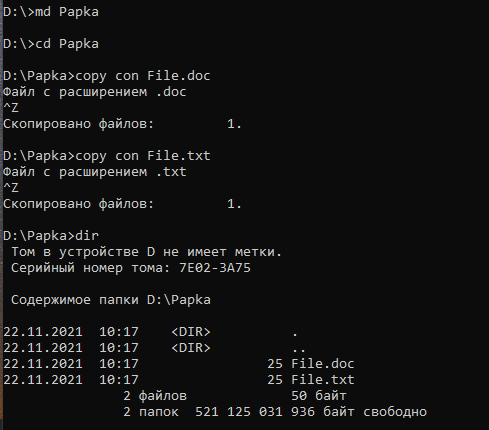 D:\>md Papka
D:\>cd Papka
D:\Papka>copy con File.doc
Файл с расширением .doc
^Z
Скопировано файлов:         1.
D:\Papka>copy con File.txt
Файл с расширением .txt
^Z
Скопировано файлов:         1.
D:\Papka>dir
 Том в устройстве D не имеет метки.
 Серийный номер тома: 7E02-3A75
 Содержимое папки D:\Papka
22.11.2021  10:17    <DIR>          .
22.11.2021  10:17    <DIR>          ..
22.11.2021  10:17                25 File.doc
22.11.2021  10:17                25 File.txt
               2 файлов             50 байт
               2 папок  521 125 031 936 байт свободно